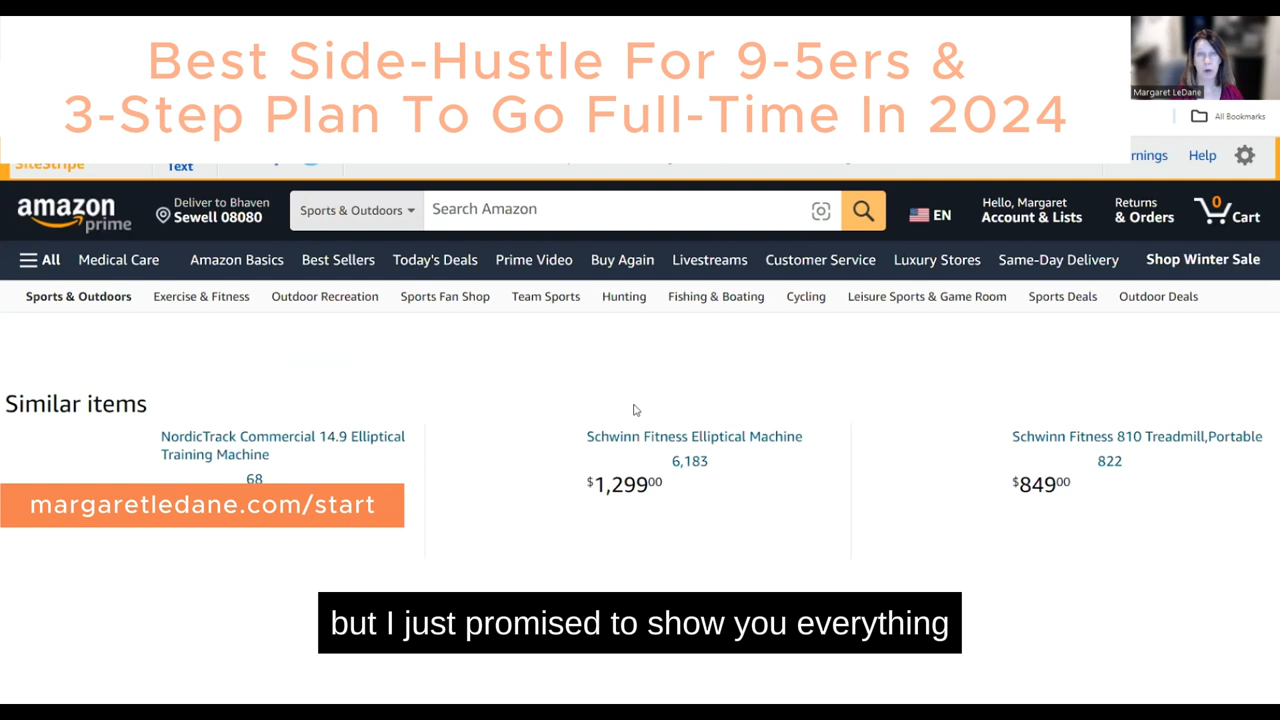 Best Side-Hustle For 9-5ers &
3-Step Plan To Go Full-Time In 2024
Margaret LeDane
All Bookmarks
SiteStripe
Text
rnings
Help
amazon
prime
Deliver to Bhaven
Sewell 08080
Sports & Outdoors
Search Amazon
EN
Hello, Margaret
Account & Lists
Returns
& Orders
0
Cart
All Medical Care Amazon Basics Best Sellers Today's Deals Prime Video Buy Again Livestreams Customer Service Luxury Stores Same-Day Delivery Shop Winter Sale
Sports & Outdoors Exercise & Fitness Outdoor Recreation Sports Fan Shop Team Sports Hunting Fishing & Boating Cycling Leisure Sports & Game Room Sports Deals Outdoor Deals
Similar items
NordicTrack Commercial 14.9 Elliptical
Training Machine
68
Schwinn Fitness Elliptical Machine
6,183
$1,29900
Schwinn Fitness 810 Treadmill,Portable
822
$84900
margaretledane.com/start
but I just promised to show you everything